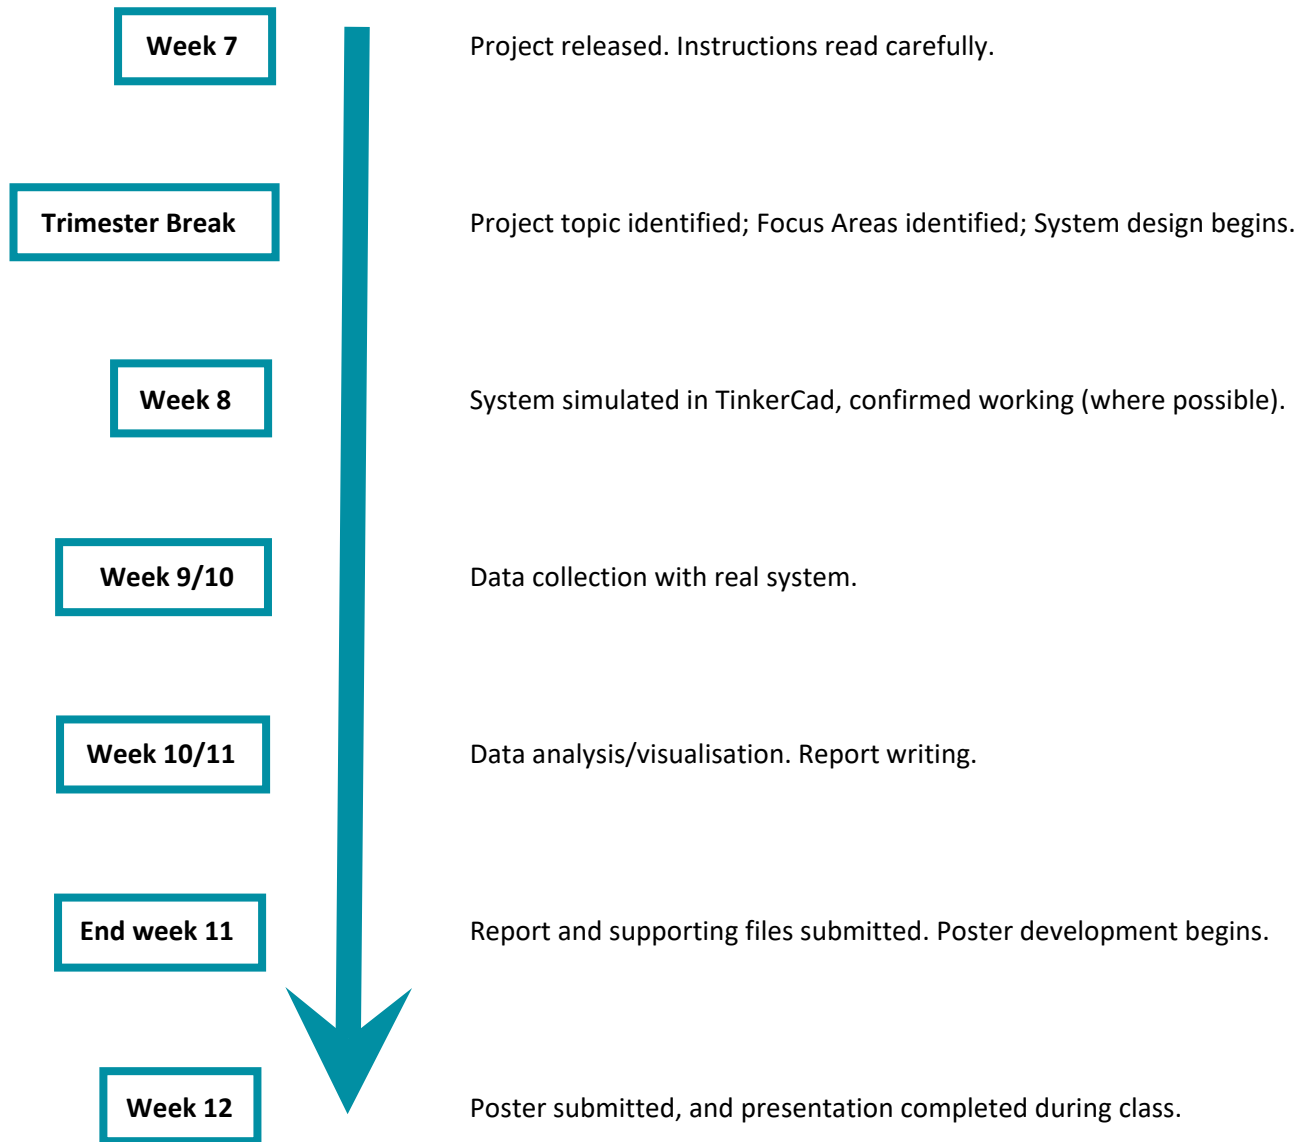 Week 7
Project released. Instructions read carefully.
Trimester Break
Project topic identified; Focus Areas identified; System design begins.
Week 8
System simulated in TinkerCad, confirmed working (where possible).
Week 9/10
Data collection with real system.
Week 10/11
Data analysis/visualisation. Report writing.
End week 11
Report and supporting files submitted. Poster development begins.
Week 12
Poster submitted, and presentation completed during class.